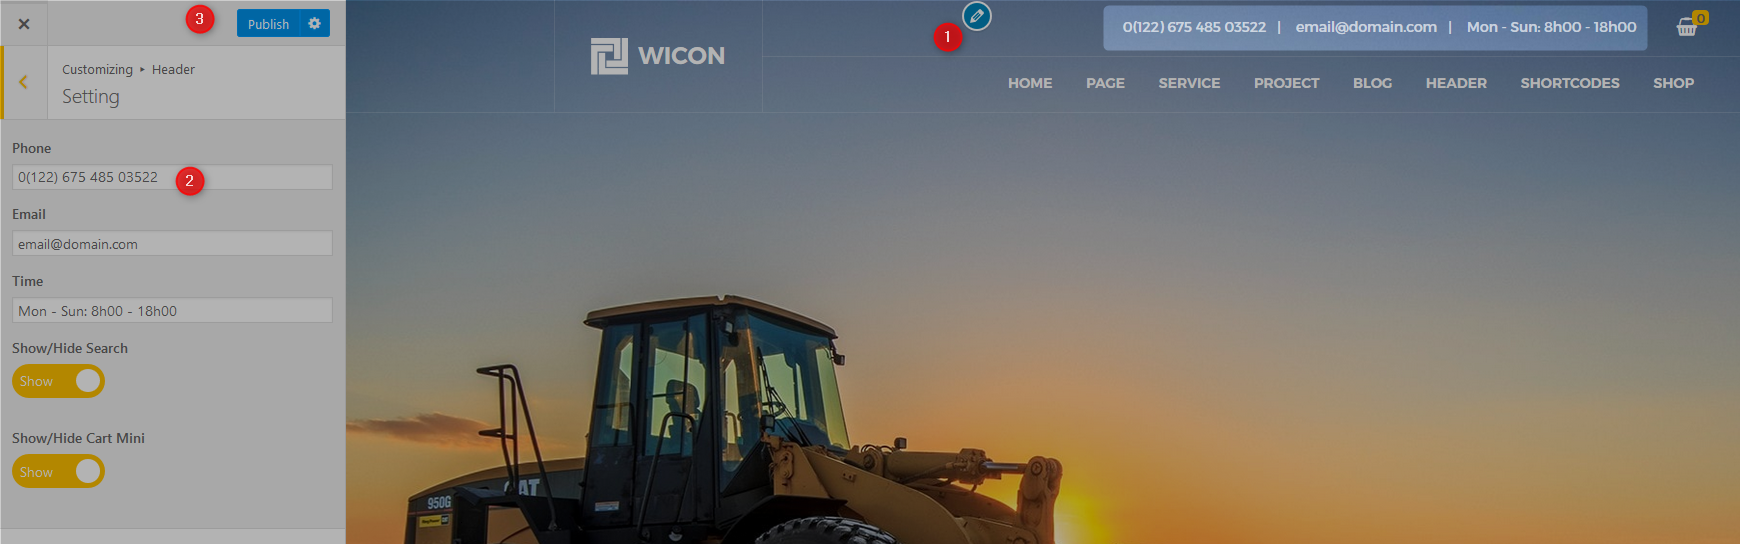 3
Publish
Customizing ▸ Header
Setting
Phone
0(122) 675 485 03522
2
Email
email@domain.com
Time
Mon - Sun: 8h00 - 18h00
Show/Hide Search
Show
Show/Hide Cart Mini
Show
1
0(122) 675 485 03522 | email@domain.com | Mon - Sun: 8h00 - 18h00
0
WICON
HOME PAGE SERVICE PROJECT BLOG HEADER SHORTCODES SHOP
950G
CAT